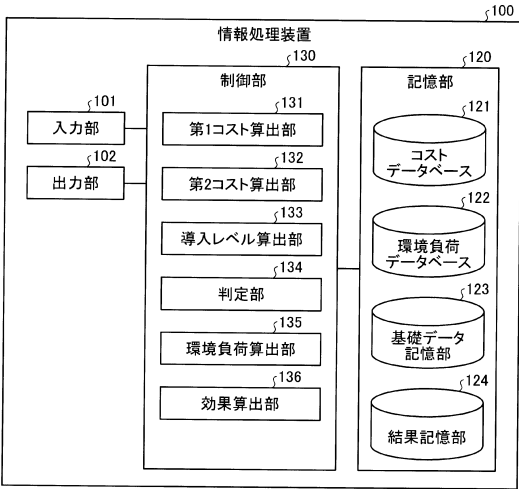 100
情報処理装置
130
制御部
120
記憶部
101
入力部
102
出力部
131
第1コスト算出部
132
第2コスト算出部
133
導入レベル算出部
134
判定部
135
環境負荷算出部
136
効果算出部
121
コスト
データベース
122
環境負荷
データベース
123
基礎データ
記憶部
124
結果記憶部